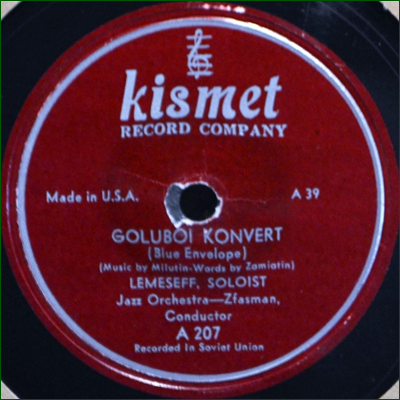 kismet
RECORD COMPANY
Made in U.S.A. A 39
GOLUBOI KONVERT
(Blue Envelope)
(Music by Milutin-Words by Zamiatin)
LEMESEFF, SOLOIST
Jazz Orchestra—Zfasman,
Conductor
A 207
Recorded In Soviet Union